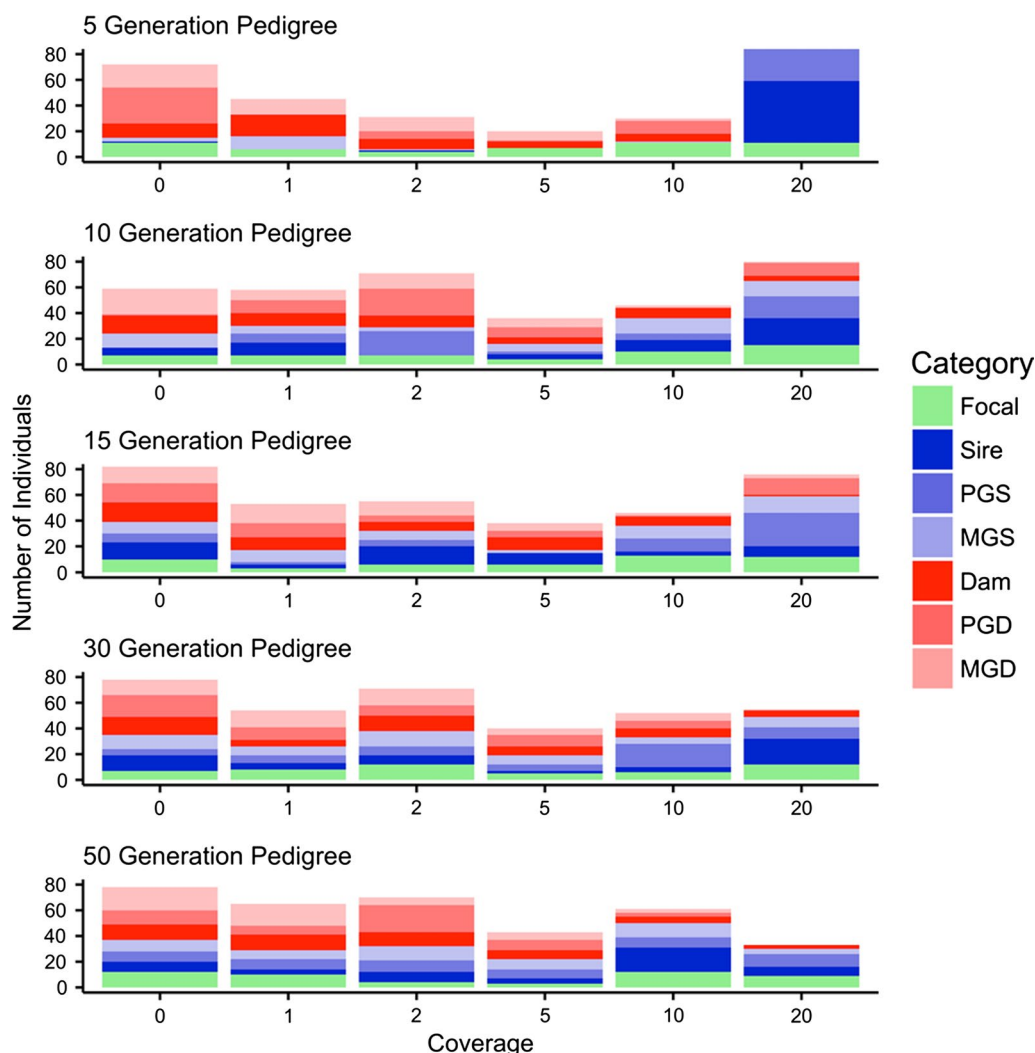 5 Generation Pedigree
80
60
40
20
0
0 1 2 5 10 20
10 Generation Pedigree
80
60
40
20
0
0 1 2 5 10 20
15 Generation Pedigree
80
60
40
20
0
0 1 2 5 10 20
30 Generation Pedigree
80
60
40
20
0
0 1 2 5 10 20
50 Generation Pedigree
80
60
40
20
0
0 1 2 5 10 20
Number of Individuals
Coverage
Category
Focal
Sire
PGS
MGS
Dam
PGD
MGD